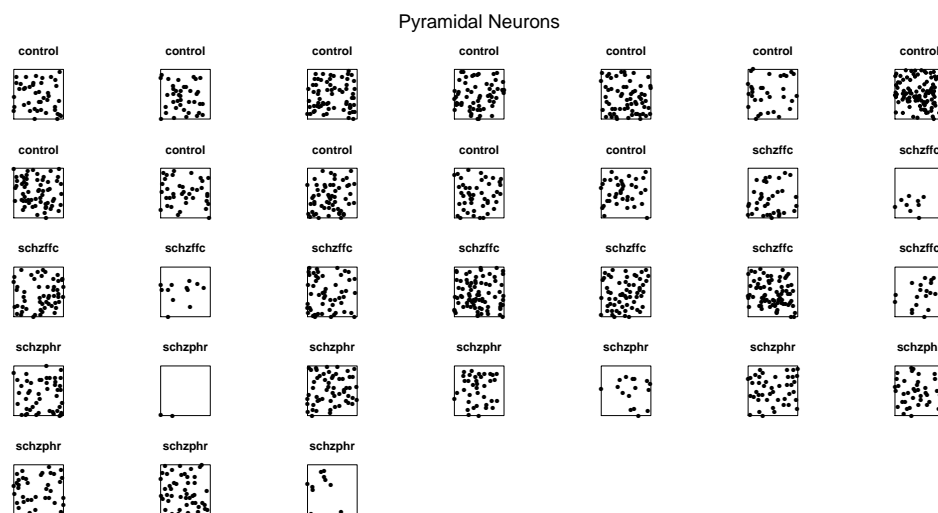 Pyramidal Neurons
control control control control control control control
control control control control control schzffc schzffc
schzffc schzffc schzffc schzffc schzffc schzffc schzffc
schzphr schzphr schzphr schzphr schzphr schzphr schzph
schzphr schzphr schzphr